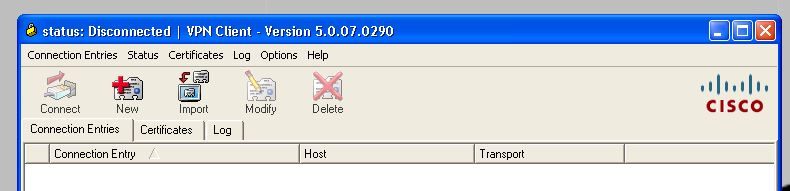 status: Disconnected | VPN Client - Version 5.0.07.0290
Connection Entries Status Certificates Log Options Help
Connect New Import Modify Delete
CISCO
Connection Entries Certificates Log
Connection Entry Host Transport